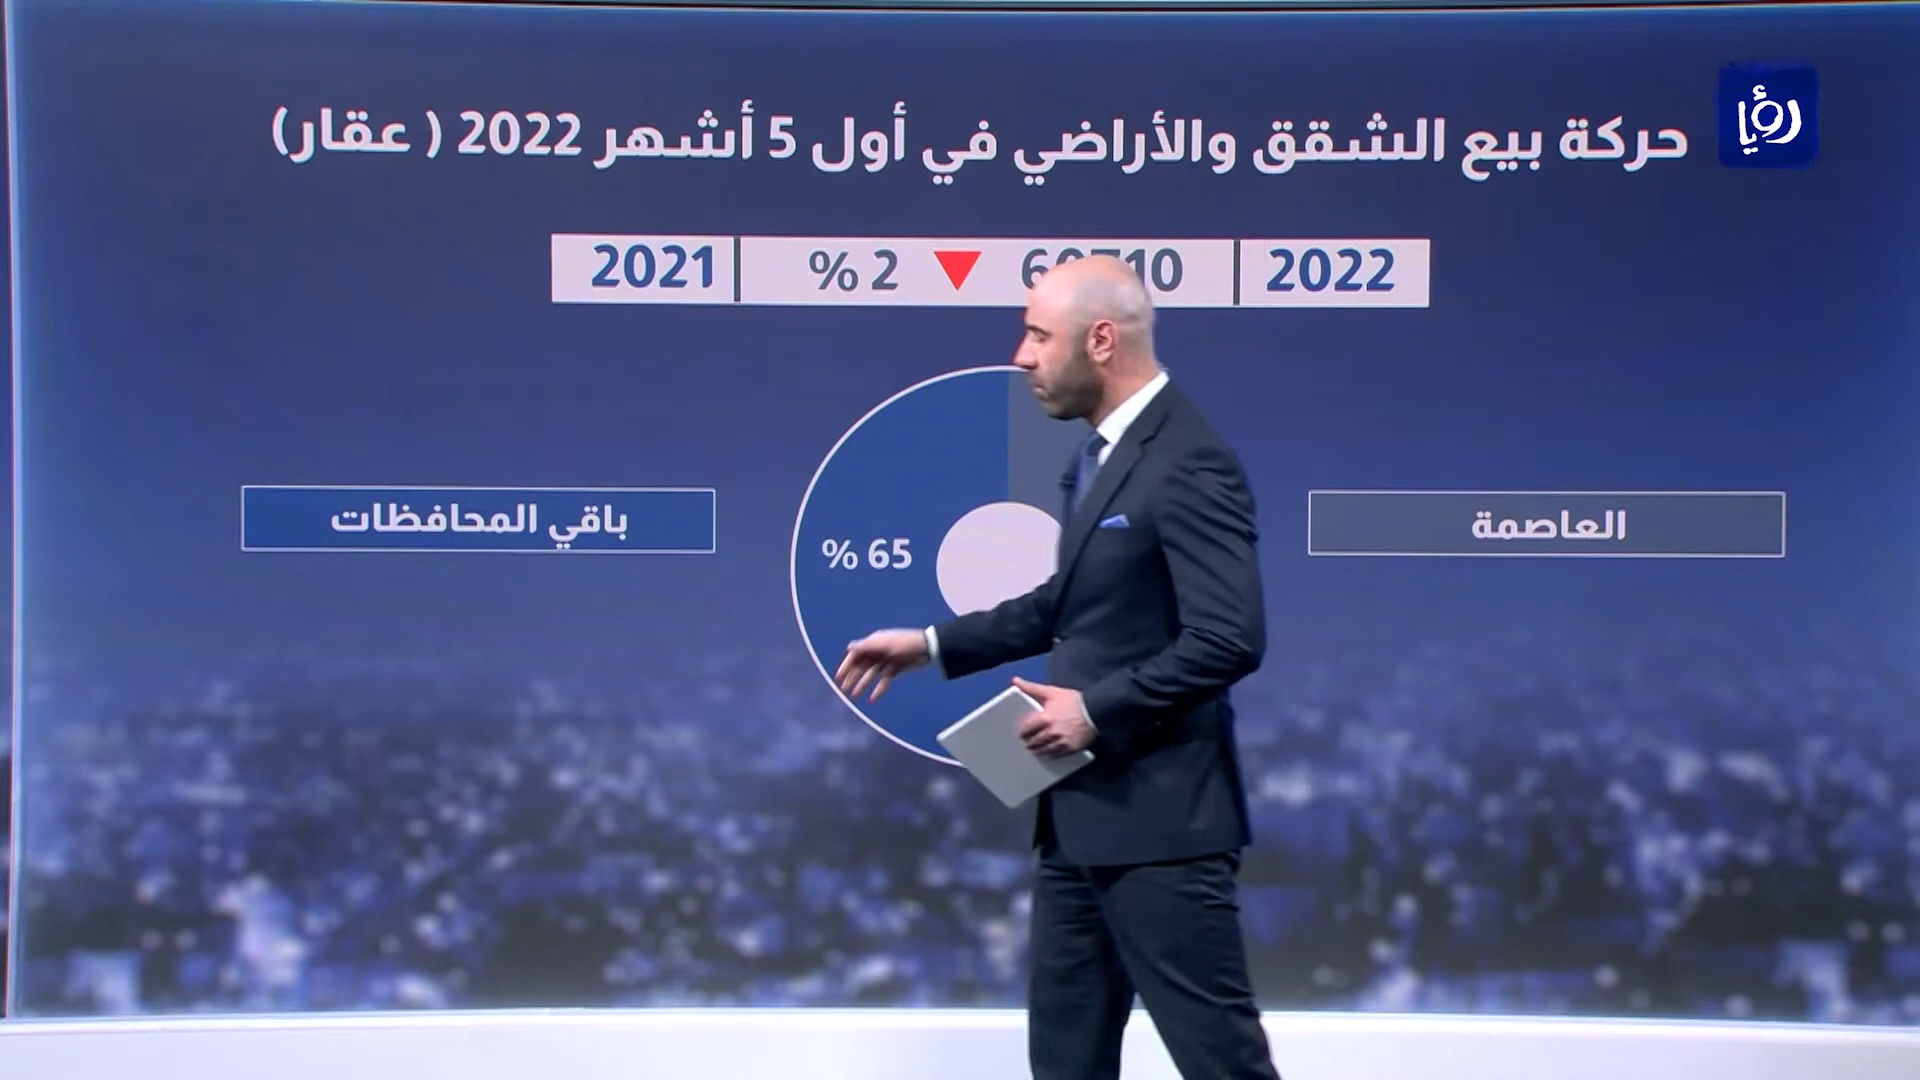 رؤيا
حركة بيع الشقق والأراضي في أول 5 أشهر 2022 ( عقار)
2022
% 2
2021
العاصمة
% 65
باقي المحافظات